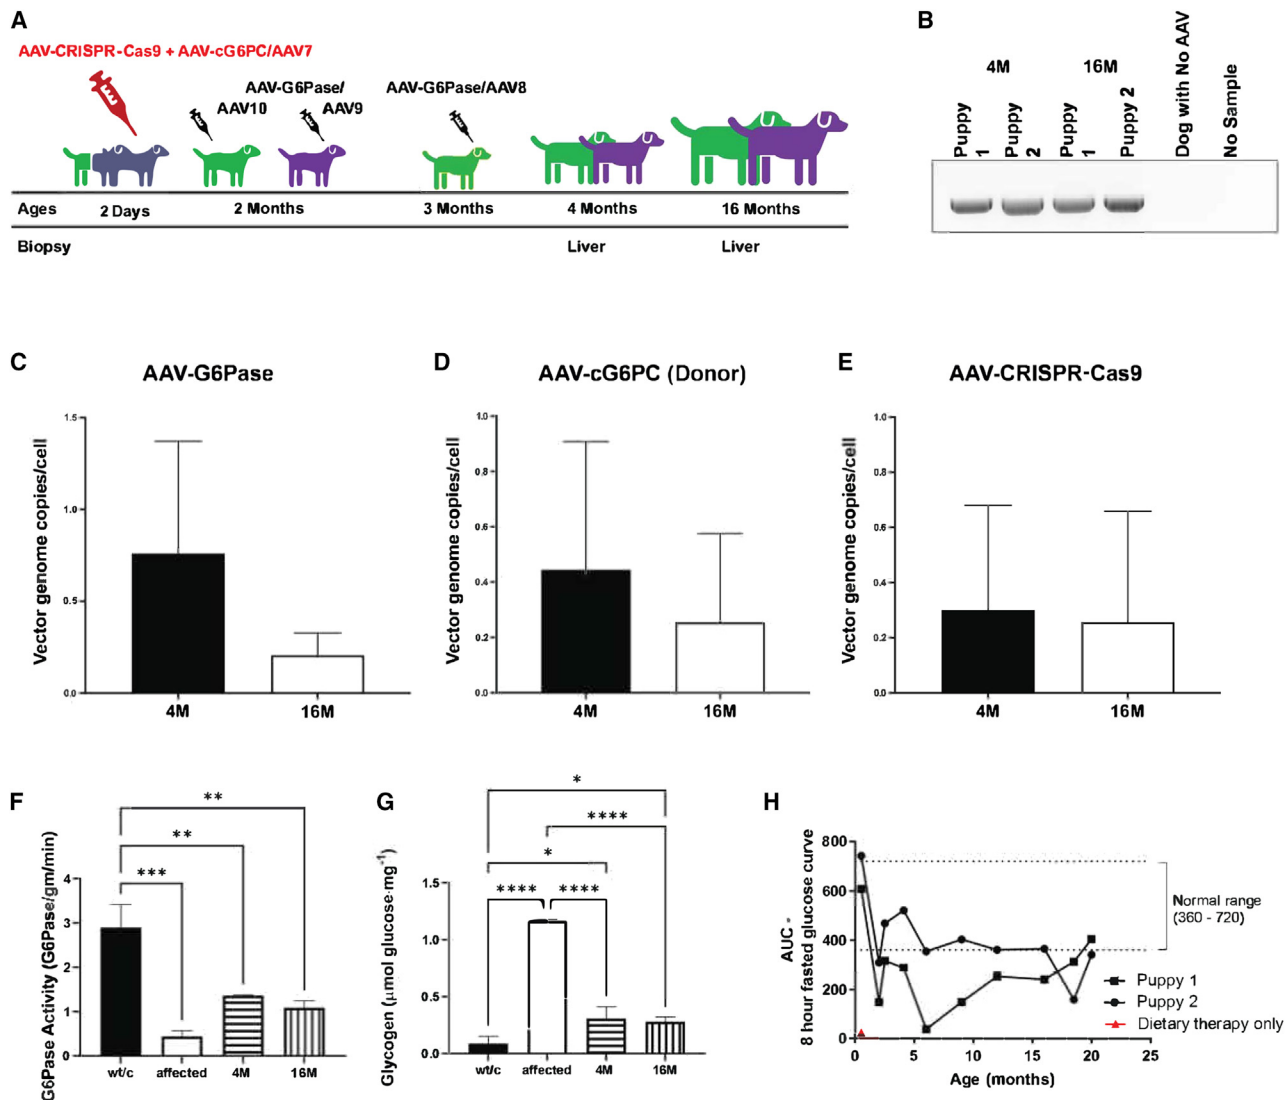 A
AAV-CRISPR-Cas9 + AAV-cG6PC/AAV7
AAV-G6Pase/
AAV10
AAV9
AAV-G6Pase/AAV8
Ages
2 Days
2 Months
3 Months
4 Months
16 Months
Biopsy
Liver
Liver
B
4M
16M
Puppy 1
Puppy 2
Puppy 1
Puppy 2
Dog with No AAV
No Sample
C
AAV-G6Pase
Vector genome copies/cell
1.5
1.0
0.5
0.0
4M
16M
D
AAV-cG6PC (Donor)
Vector genome copies/cell
1.0
0.8
0.6
0.4
0.2
0.0
4M
16M
E
AAV-CRISPR-Cas9
Vector genome copies/cell
1.0
0.8
0.6
0.4
0.2
0.0
4M
16M
F
G6Pase Activity (G6Pase/gm/min)
4
3
2
1
0
**
**
***
wt/c
affected
4M
16M
G
Glycogen (µmol glucose·mg⁻¹)
1.5
1.0
0.5
0.0
*
****
*
****
****
wt/c
affected
4M
16M
H
AUC -
8 hour fasted glucose curve
800
600
400
200
0
0
5
10
15
20
25
Age (months)
Normal range
(360 - 720)
Puppy 1
Puppy 2
Dietary therapy only